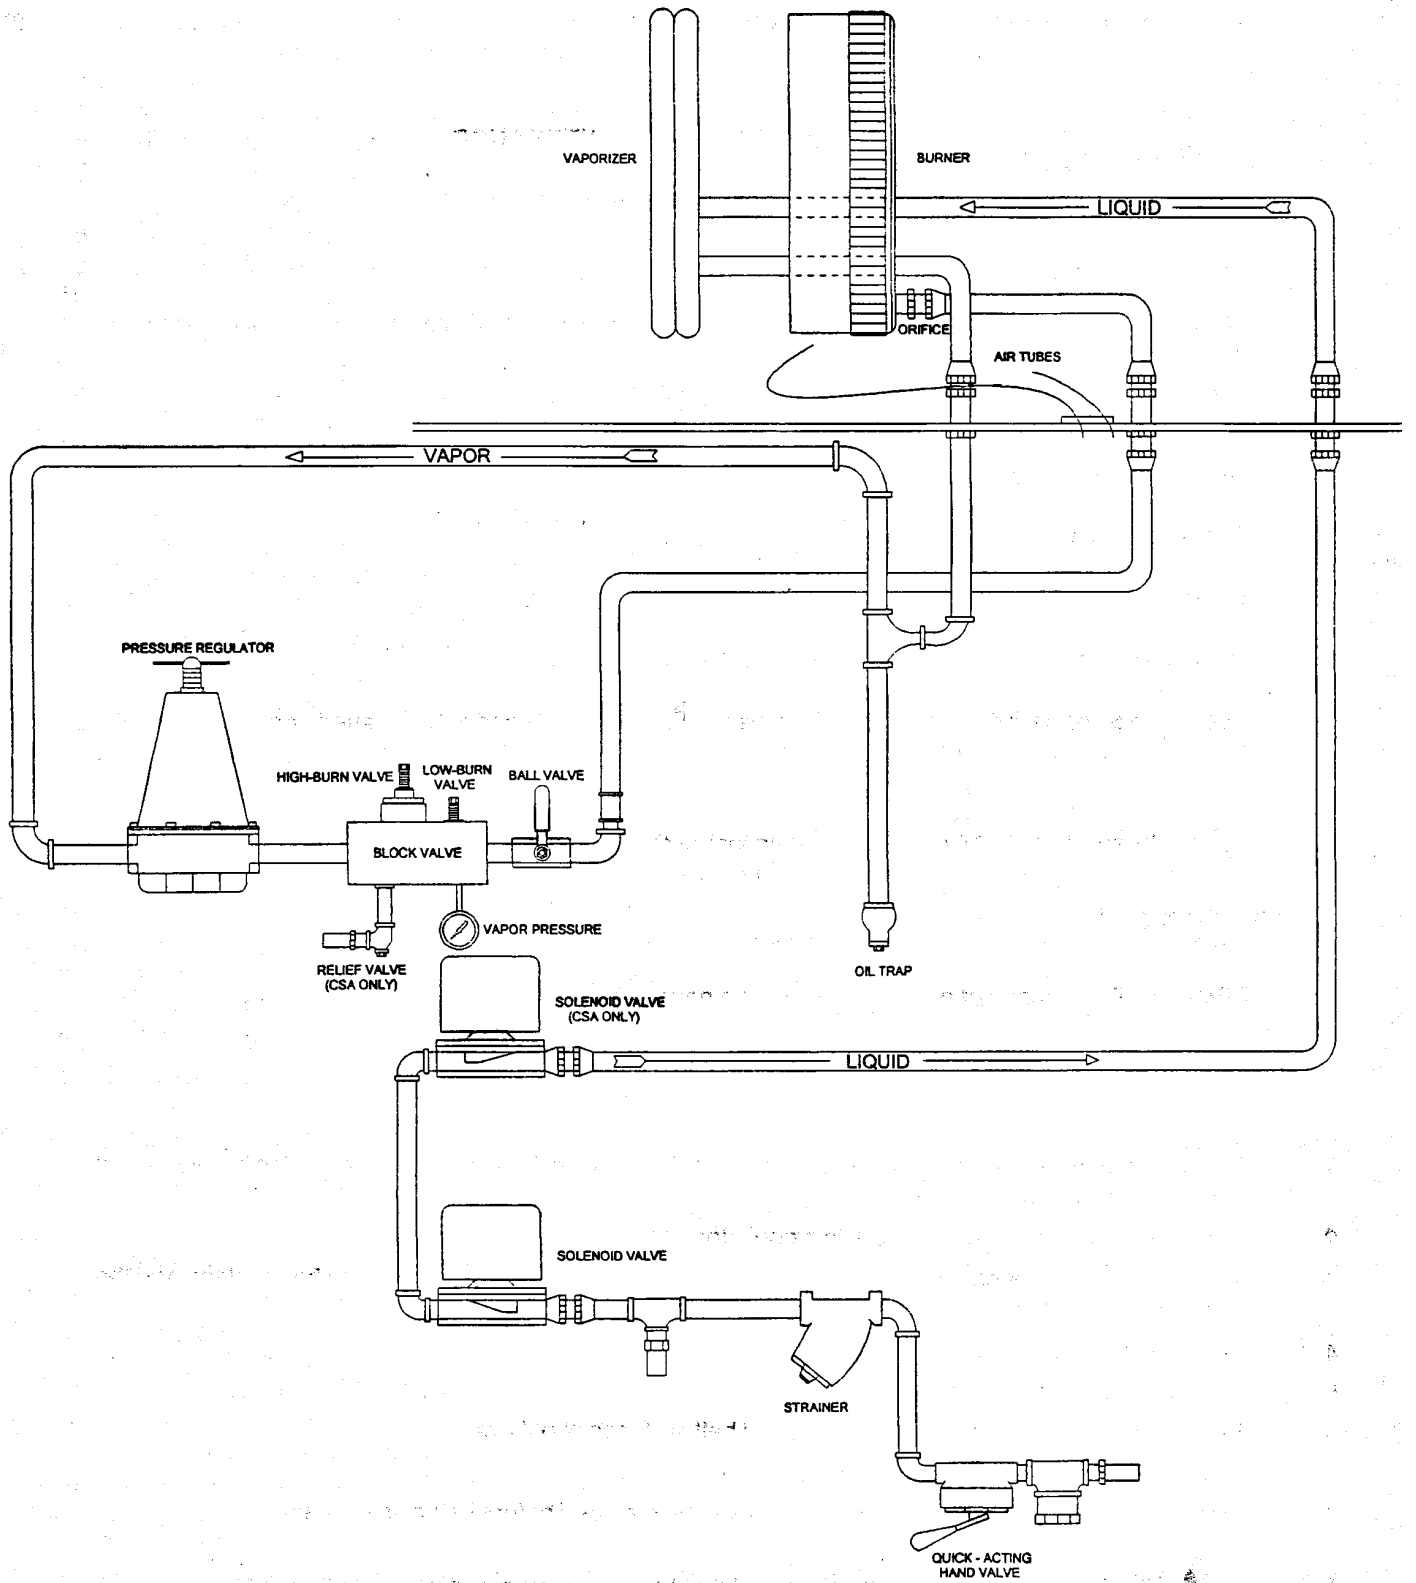 VAPORIZER
BURNER
LIQUID
ORIFICE
AIR TUBES
VAPOR
PRESSURE REGULATOR
HIGH-BURN VALVE
LOW-BURN
VALVE
BALL VALVE
BLOCK VALVE
VAPOR PRESSURE
RELIEF VALVE
(CSA ONLY)
OIL TRAP
SOLENOID VALVE
(CSA ONLY)
LIQUID
SOLENOID VALVE
STRAINER
QUICK - ACTING
HAND VALVE